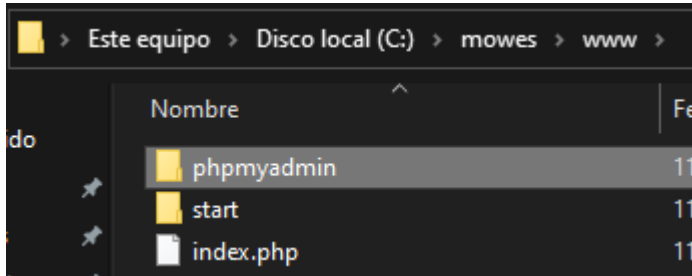 > Este equipo > Disco local (C:) > mowes > www >
Nombre
Fe
ido
phpmyadmin
11
start
11
s
index.php
11